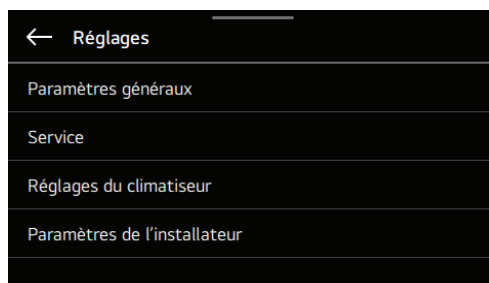 Réglages
Paramètres généraux
Service
Réglages du climatiseur
Paramètres de l'installateur